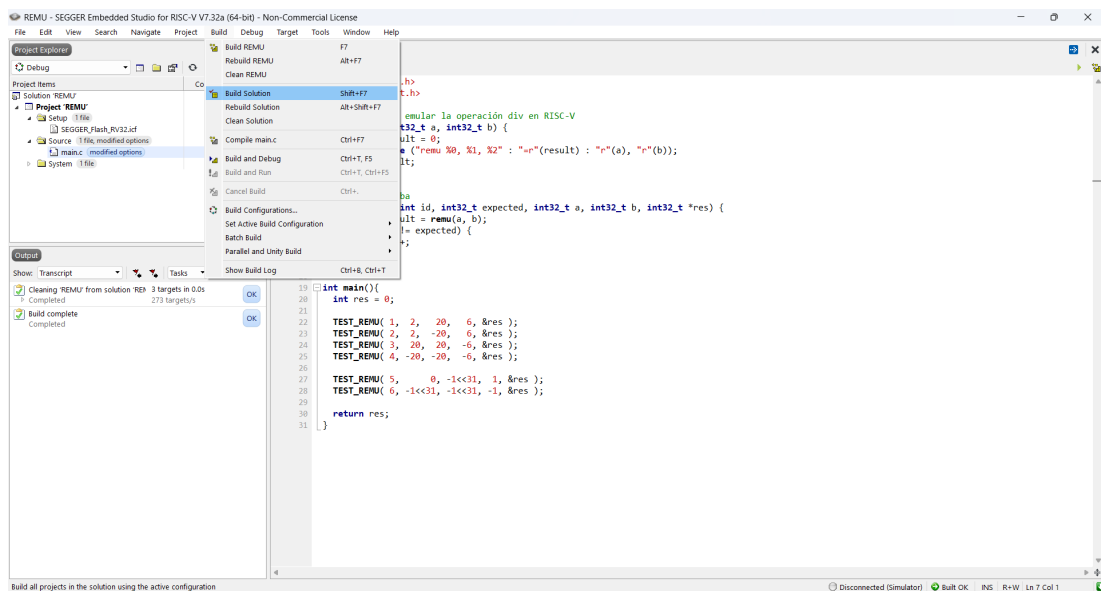 REMU - SEGGER Embedded Studio for RISC-V V7.32a (64-bit) - Non-Commercial License
File Edit View Search Navigate Project Build Debug Target Tools Window Help
Project Explorer
Debug
Project Items Co
Solution 'REMU'
Project 'REMU'
Setup 1 file
SEGGER_Flash_RV32.icf
Source 1 file, modified options
main.c modified options
System 1 file
Build REMU F7
Rebuild REMU Alt+F7
Clean REMU
Build Solution Shift+F7
Rebuild Solution Alt+Shift+F7
Clean Solution
Compile main.c Ctrl+F7
Build and Debug Ctrl+T, F5
Build and Run Ctrl+T, Ctrl+F5
Cancel Build Ctrl+.
Build Configurations...
Set Active Build Configuration
Batch Build
Parallel and Unity Build
Show Build Log Ctrl+B, Ctrl+T
.h>
t.h>
emular la operación div en RISC-V
t32_t a, int32_t b) {
ult = 0;
e ("remu %0, %1, %2" : "=r"(result) : "r"(a), "r"(b));
lt;
ba
int id, int32_t expected, int32_t a, int32_t b, int32_t *res) {
ult = remu(a, b);
!= expected) {
+;
19 int main(){
20 int res = 0;
21
22 TEST_REMU( 1, 2, 20, 6, &res );
23 TEST_REMU( 2, 2, -20, 6, &res );
24 TEST_REMU( 3, 20, 20, -6, &res );
25 TEST_REMU( 4, -20, -20, -6, &res );
26
27 TEST_REMU( 5, 0, -1<<31, 1, &res );
28 TEST_REMU( 6, -1<<31, -1<<31, -1, &res );
29
30 return res;
31 }
Output
Show: Transcript Tasks
Cleaning 'REMU' from solution 'REM 3 targets in 0.0s
Completed 273 targets/s
OK
Build complete
Completed
OK
Build all projects in the solution using the active configuration
Disconnected (Simulator) Built OK INS R+W Ln 7 Col 1